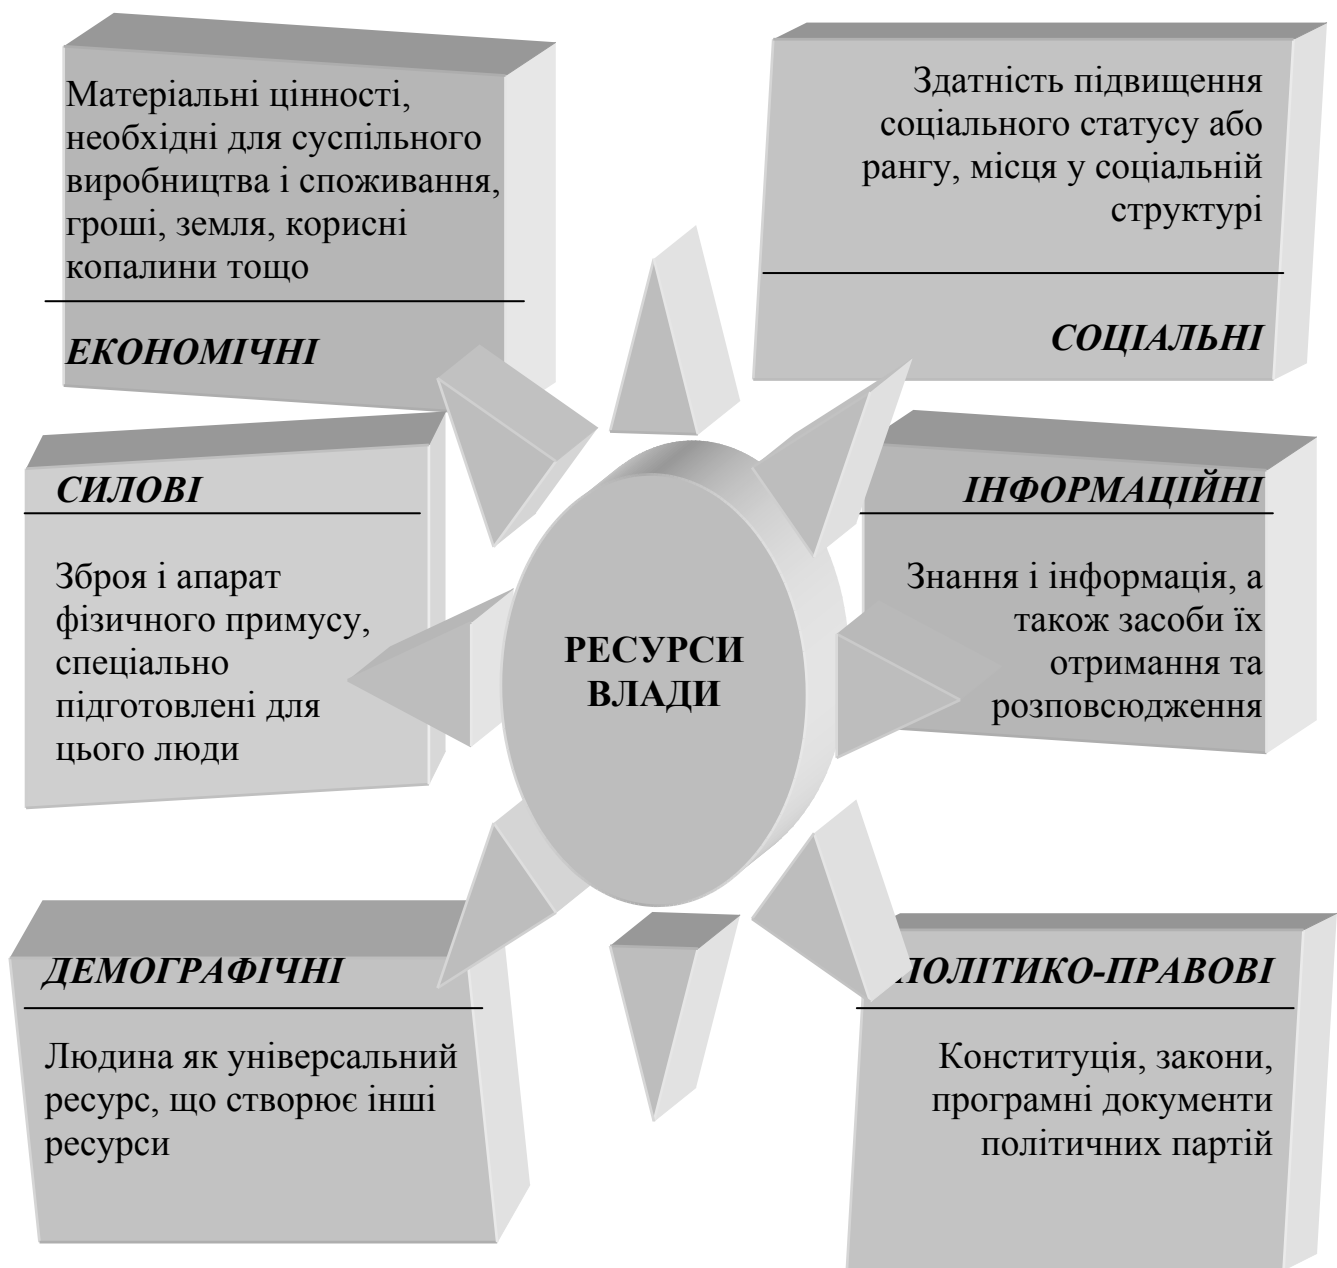 Матеріальні цінності,
необхідні для суспільного
виробництва і споживання,
гроші, земля, корисні
копалини тощо
ЕКОНОМІЧНІ
Здатність підвищення
соціального статусу або
рангу, місця у соціальній
структурі
СОЦІАЛЬНІ
СИЛОВІ
Зброя і апарат
фізичного примусу,
спеціально
підготовлені для
цього люди
РЕСУРСИ
ВЛАДИ
ІНФОРМАЦІЙНІ
Знання і інформація, а
також засоби їх
отримання та
розповсюдження
ДЕМОГРАФІЧНІ
Людина як універсальний
ресурс, що створює інші
ресурси
ПОЛІТИКО-ПРАВОВІ
Конституція, закони,
програмні документи
політичних партій